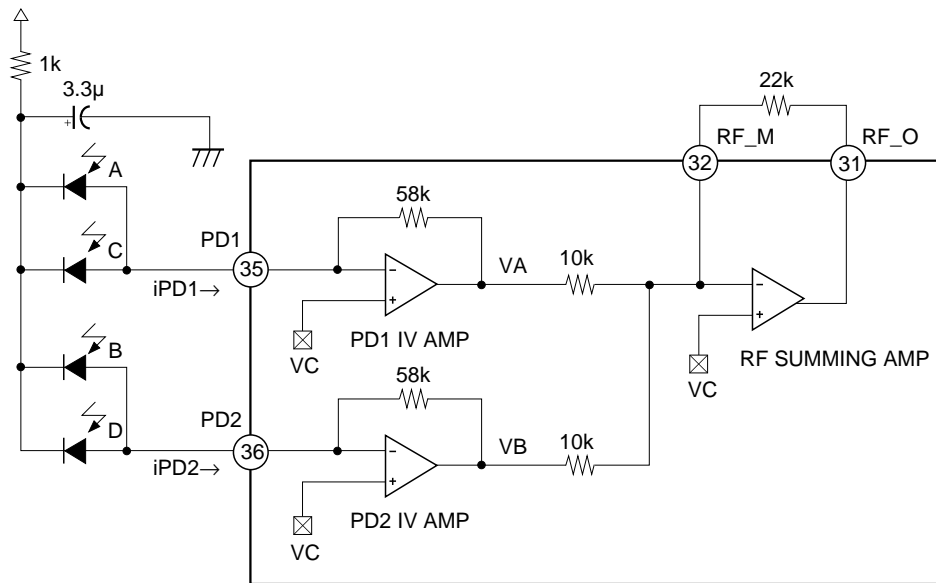 1k
3.3µ
+
22k
RF_M
RF_O
32
31
A
58k
C
PD1
35
10k
VA
iPD1→
−
+
−
+
VC
PD1 IV AMP
VC
RF SUMMING AMP
B
58k
D
PD2
36
10k
VB
iPD2→
−
+
VC
PD2 IV AMP